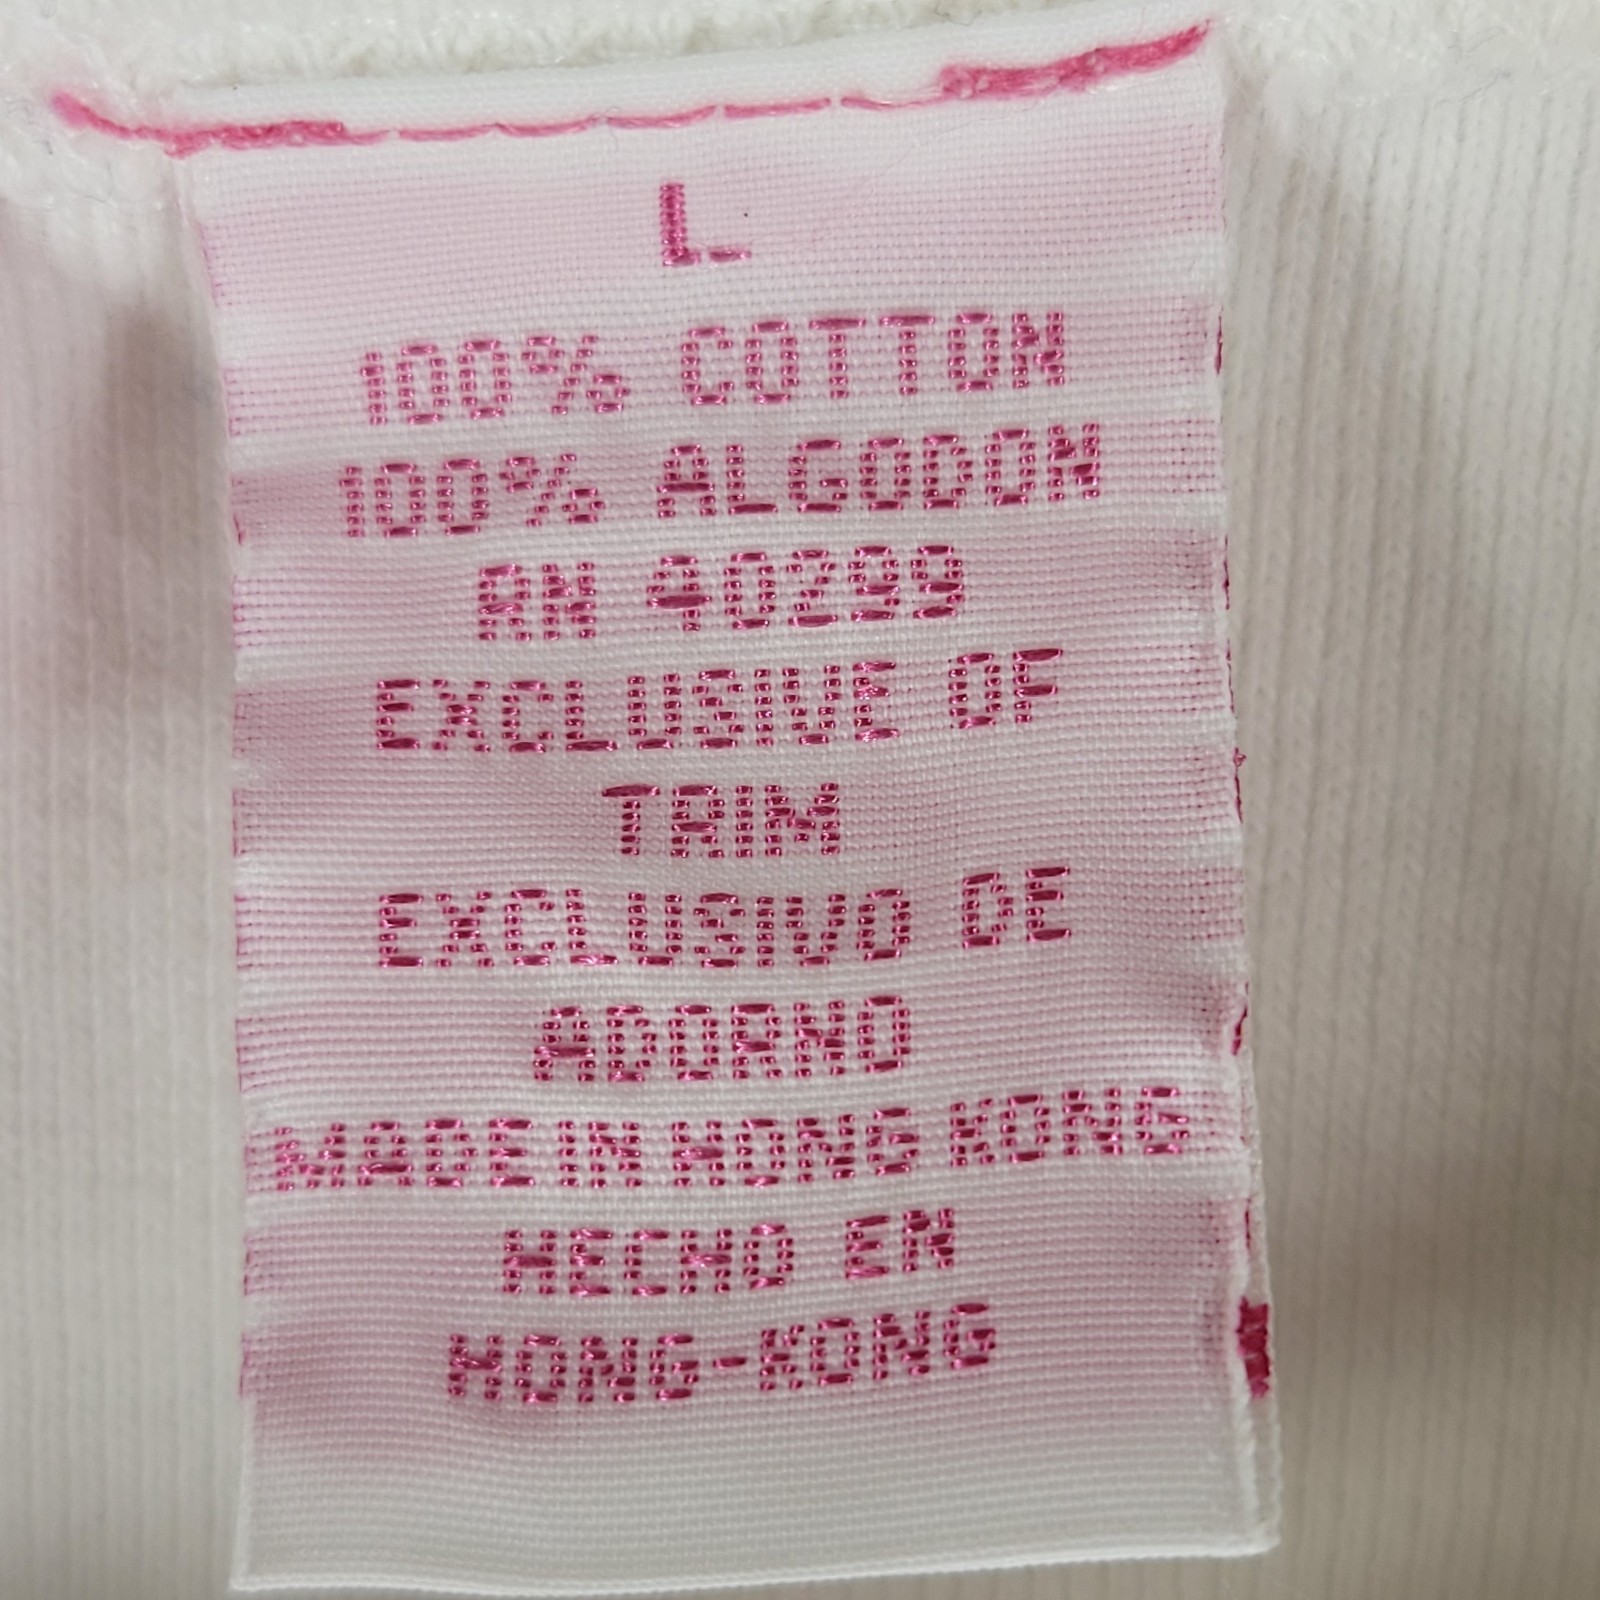 L
100% COTTON
100% ALGODON
RN 40299
EXCLUSIVE OF
TRIM
EXCLUSIVO DE
ADORNO
MADE IN HONG KONG
HECHO EN
HONG-KONG